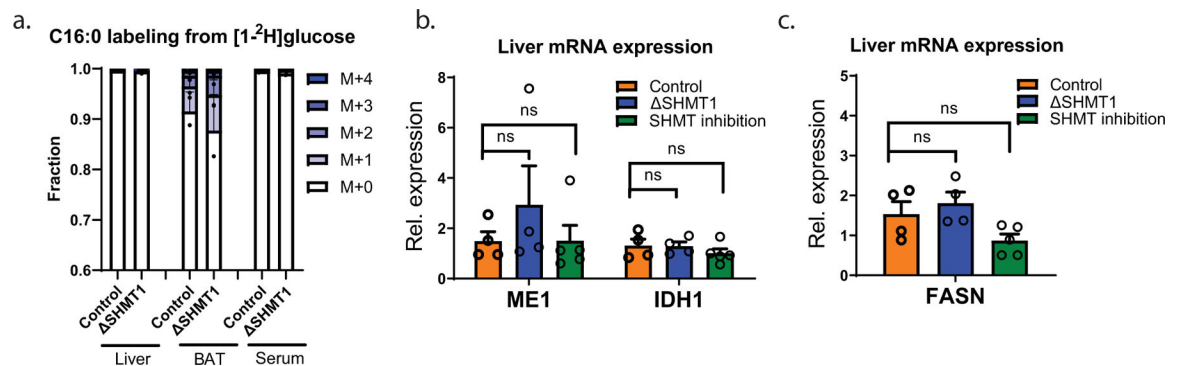 a.
C16:0 labeling from [1-²H]glucose
Fraction
1.0
0.9
0.8
0.7
0.6
M+4
M+3
M+2
M+1
M+0
Control
ΔSHMT1
Control
ΔSHMT1
Control
ΔSHMT1
Liver
BAT
Serum
b.
Liver mRNA expression
Rel. expression
8
6
4
2
0
Control
ΔSHMT1
SHMT inhibition
ns
ns
ns
ns
ME1
IDH1
c.
Liver mRNA expression
Rel. expression
5
4
3
2
1
0
Control
ΔSHMT1
SHMT inhibition
ns
ns
FASN